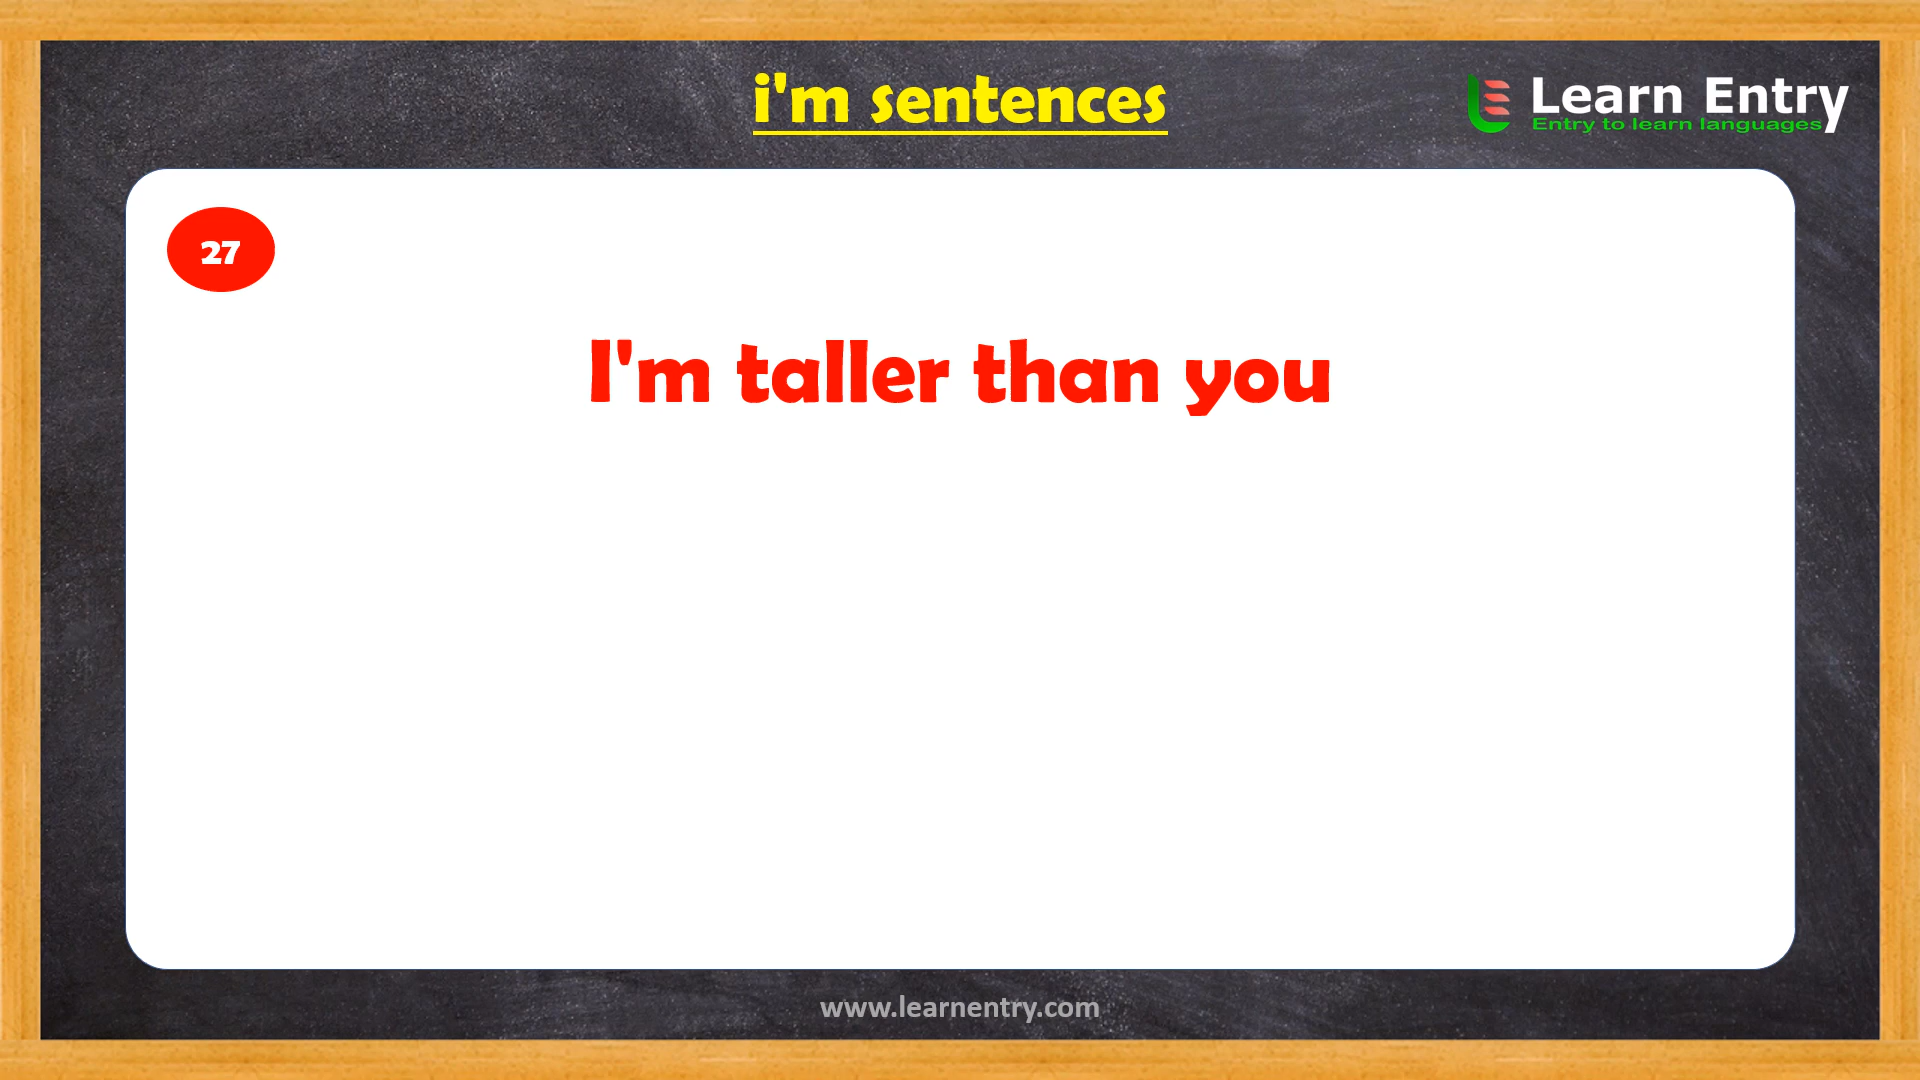 i'm sentences
Learn Entry
Entry to learn languages
27
I'm taller than you
www.learnentry.com